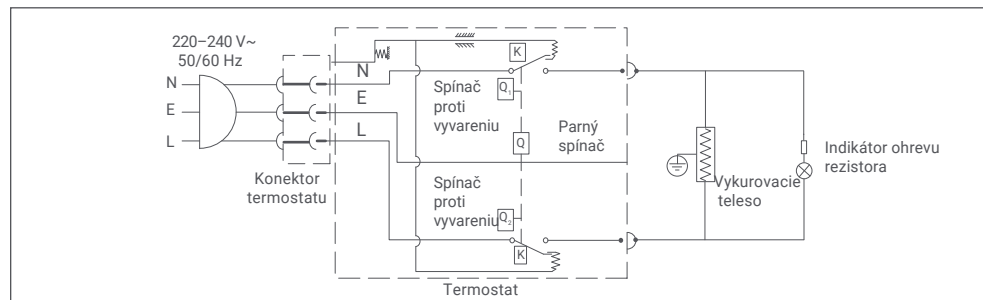 220–240 V~
50/60 Hz
N
E
L
Konektor
termostatu
N
E
L
K
Spínač
proti
vyvareniu
Q1
Q
Parný
spínač
Spínač
proti
vyvareniu
Q2
K
Termostat
Vykurovacie
teleso
Indikátor ohrevu
rezistora